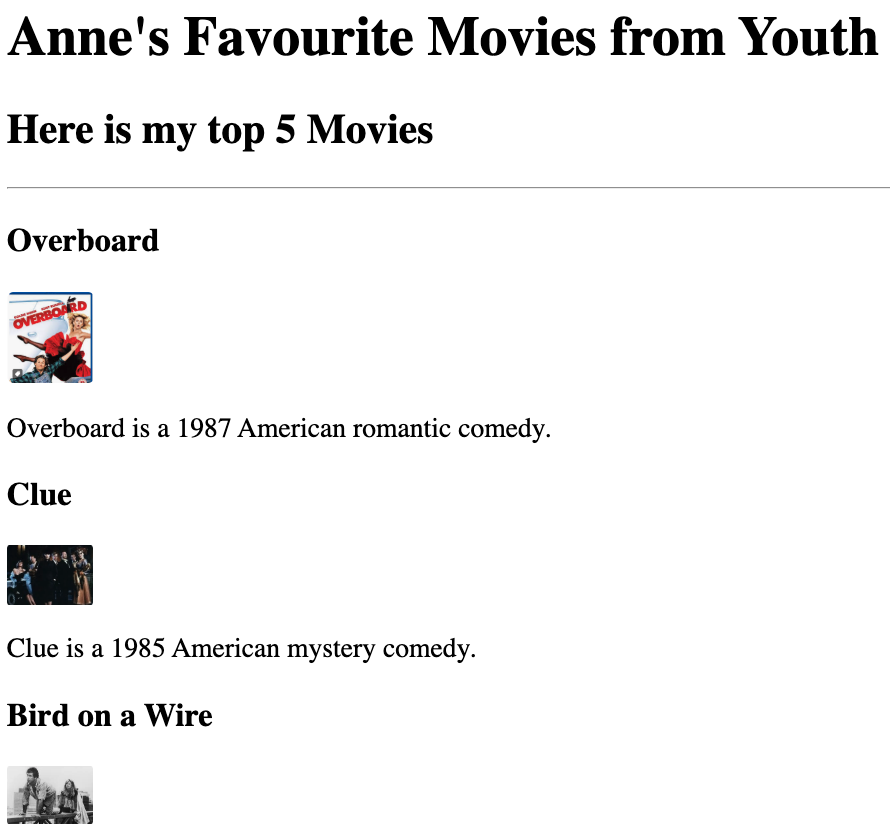 Anne's Favourite Movies from Youth
Here is my top 5 Movies
Overboard
OVERBOARD
Overboard is a 1987 American romantic comedy.
Clue
Clue is a 1985 American mystery comedy.
Bird on a Wire